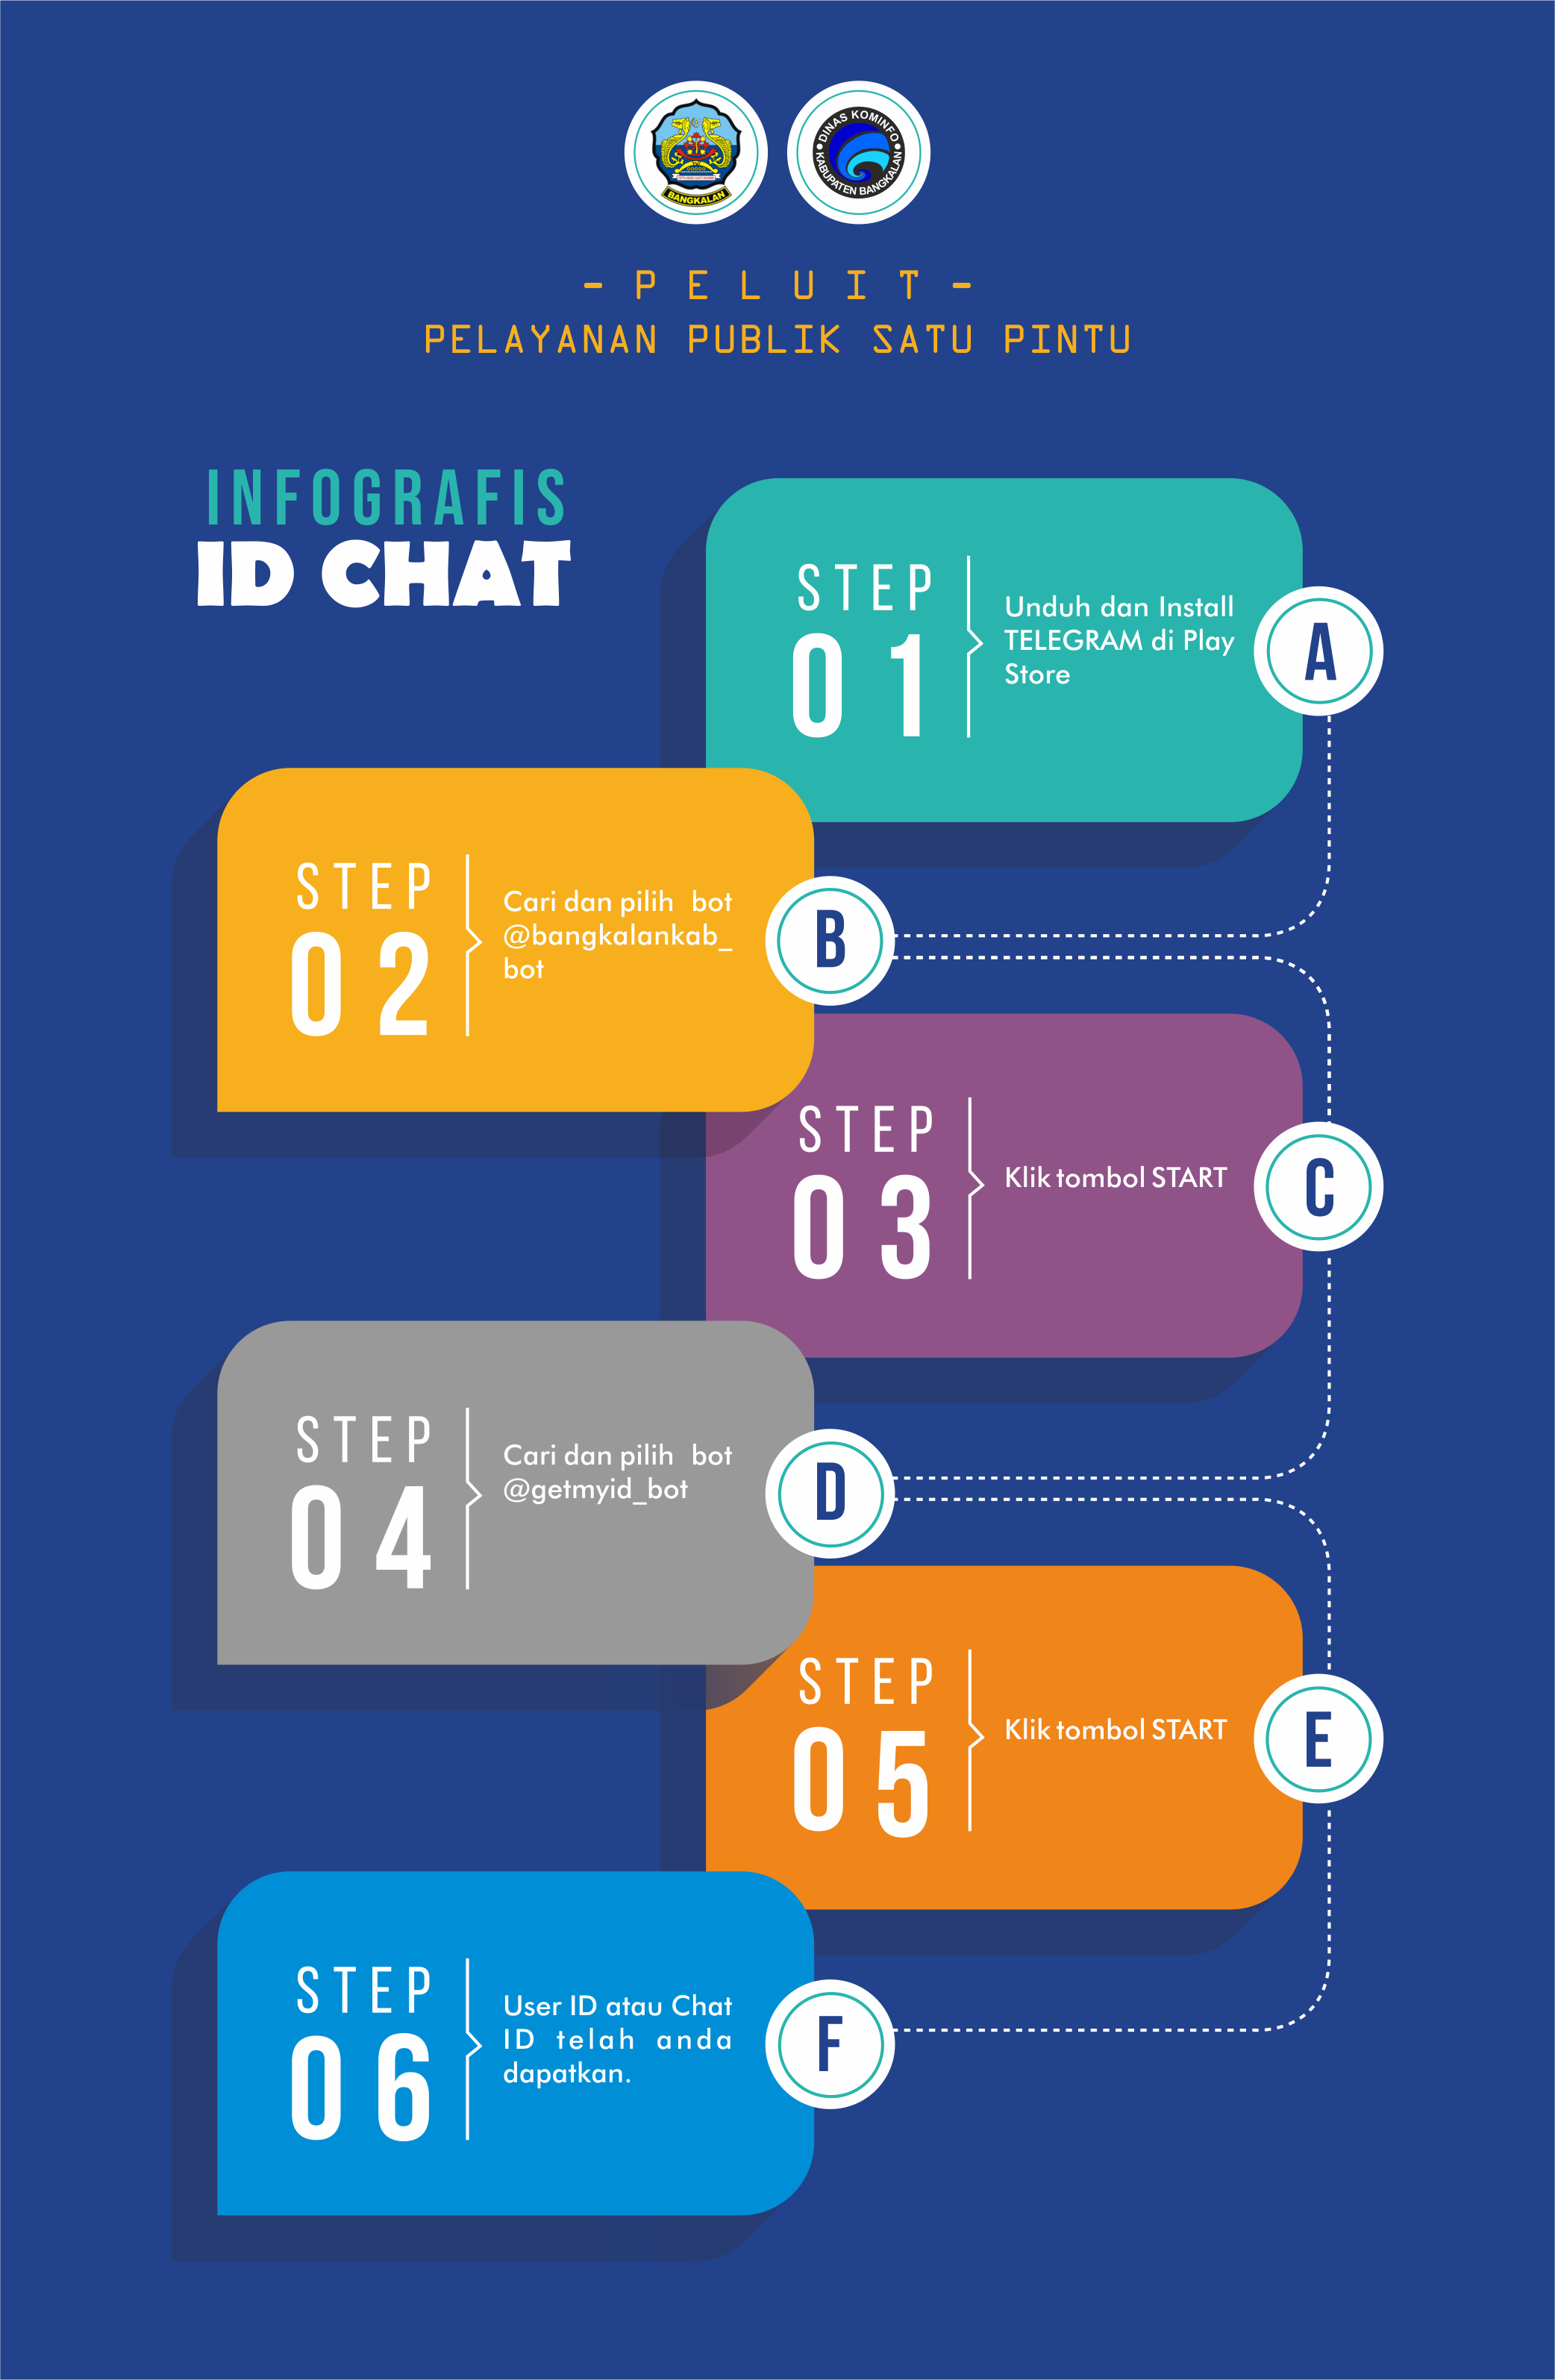 BANGKALAN
DINAS KOMINFO
KABUPATEN BANGKALAN
- P E L U I T -
PELAYANAN PUBLIK SATU PINTU
INFOGRAFIS
ID CHAT
STEP
01
Unduh dan Install
TELEGRAM di Play
Store
A
STEP
02
Cari dan pilih bot
@bangkalankab_
bot
B
STEP
03
Klik tombol START
C
STEP
04
Cari dan pilih bot
@getmyid_bot
D
STEP
05
Klik tombol START
E
STEP
06
User ID atau Chat
ID telah anda
dapatkan.
F